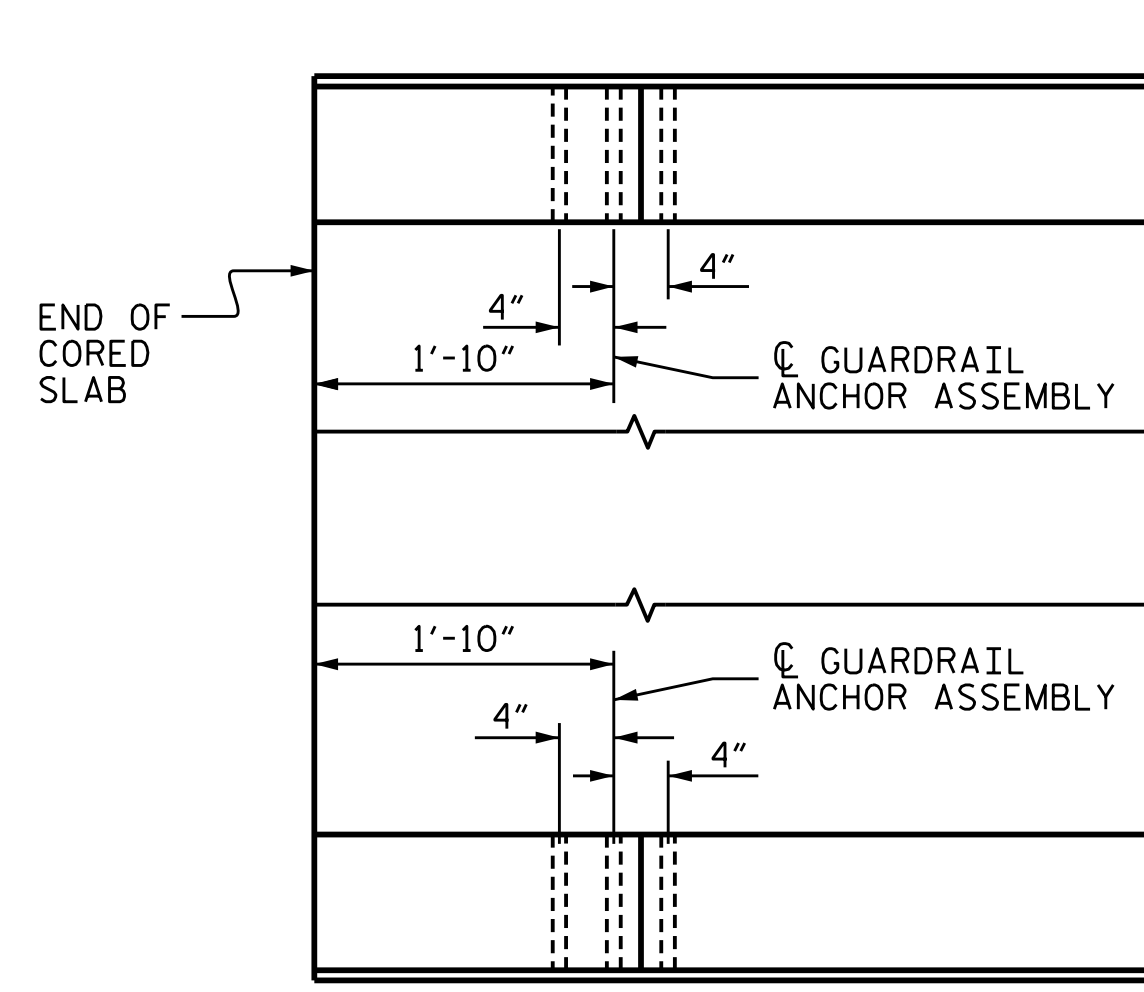 4"
4"
END OF
CORED
SLAB
1'-10"
℄ GUARDRAIL
ANCHOR ASSEMBLY
1'-10"
℄ GUARDRAIL
ANCHOR ASSEMBLY
4"
4"